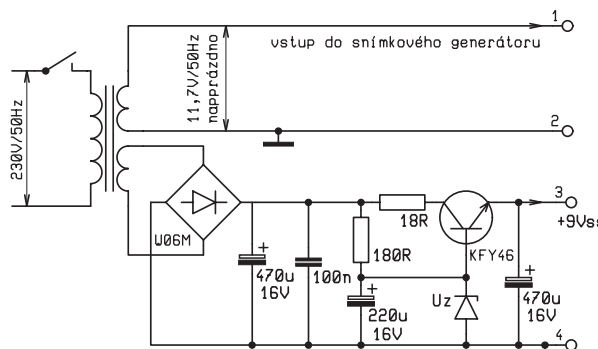 1
vstup do snímkového generátoru
11,7V/50Hz
napprázdno
230V/50Hz
2
3
+9Vss
18R
U06M
KFY46
180R
+
470u
16V
100n
+
220u
16V
Uz
+
470u
16V
4